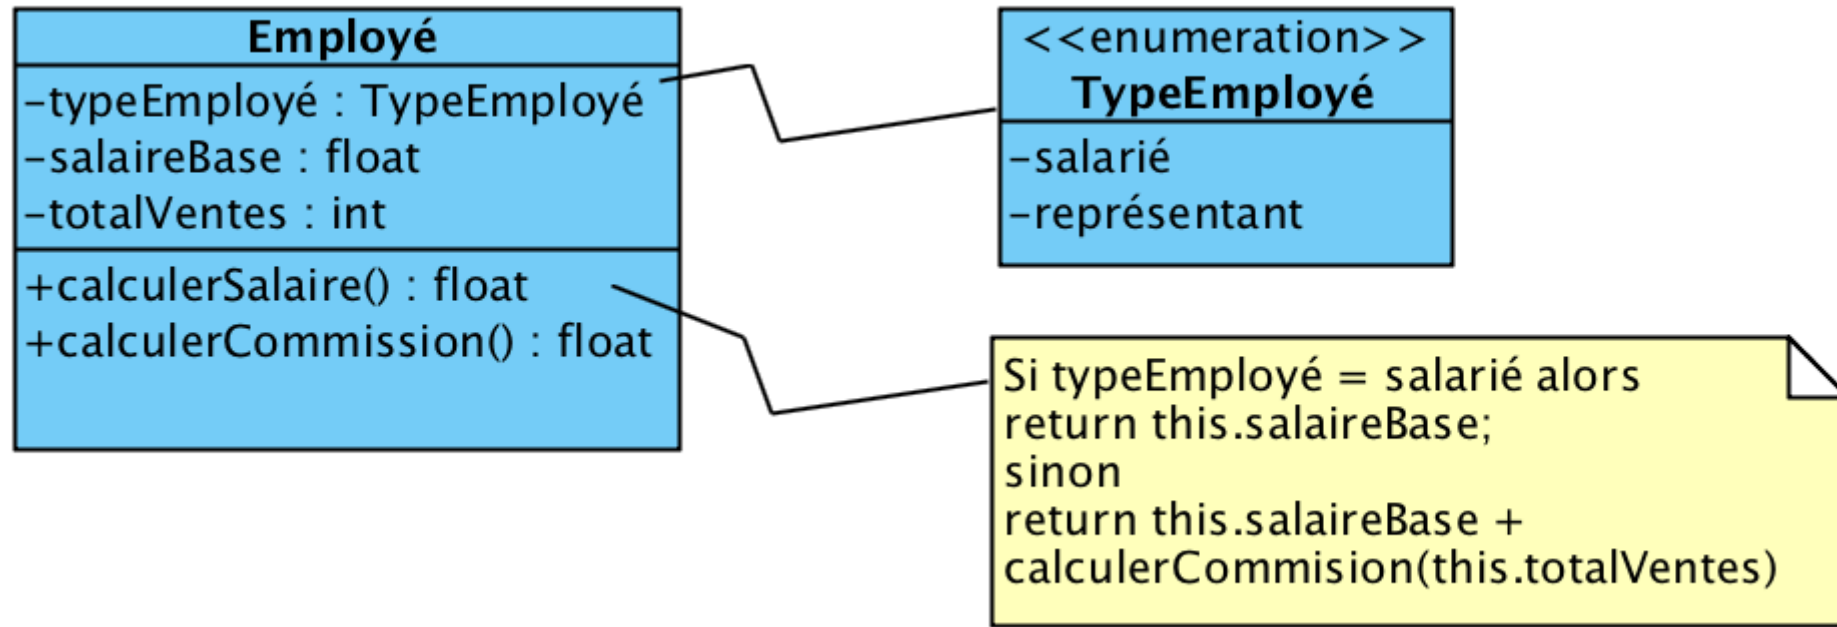 Employé
-typeEmployé : TypeEmployé
-salaireBase : float
-totalVentes : int
+calculerSalaire() : float
+calculerCommission() : float
<<enumeration>>
TypeEmployé
-salarié
-représentant
Si typeEmployé = salarié alors
return this.salaireBase;
sinon
return this.salaireBase +
calculerCommision(this.totalVentes)